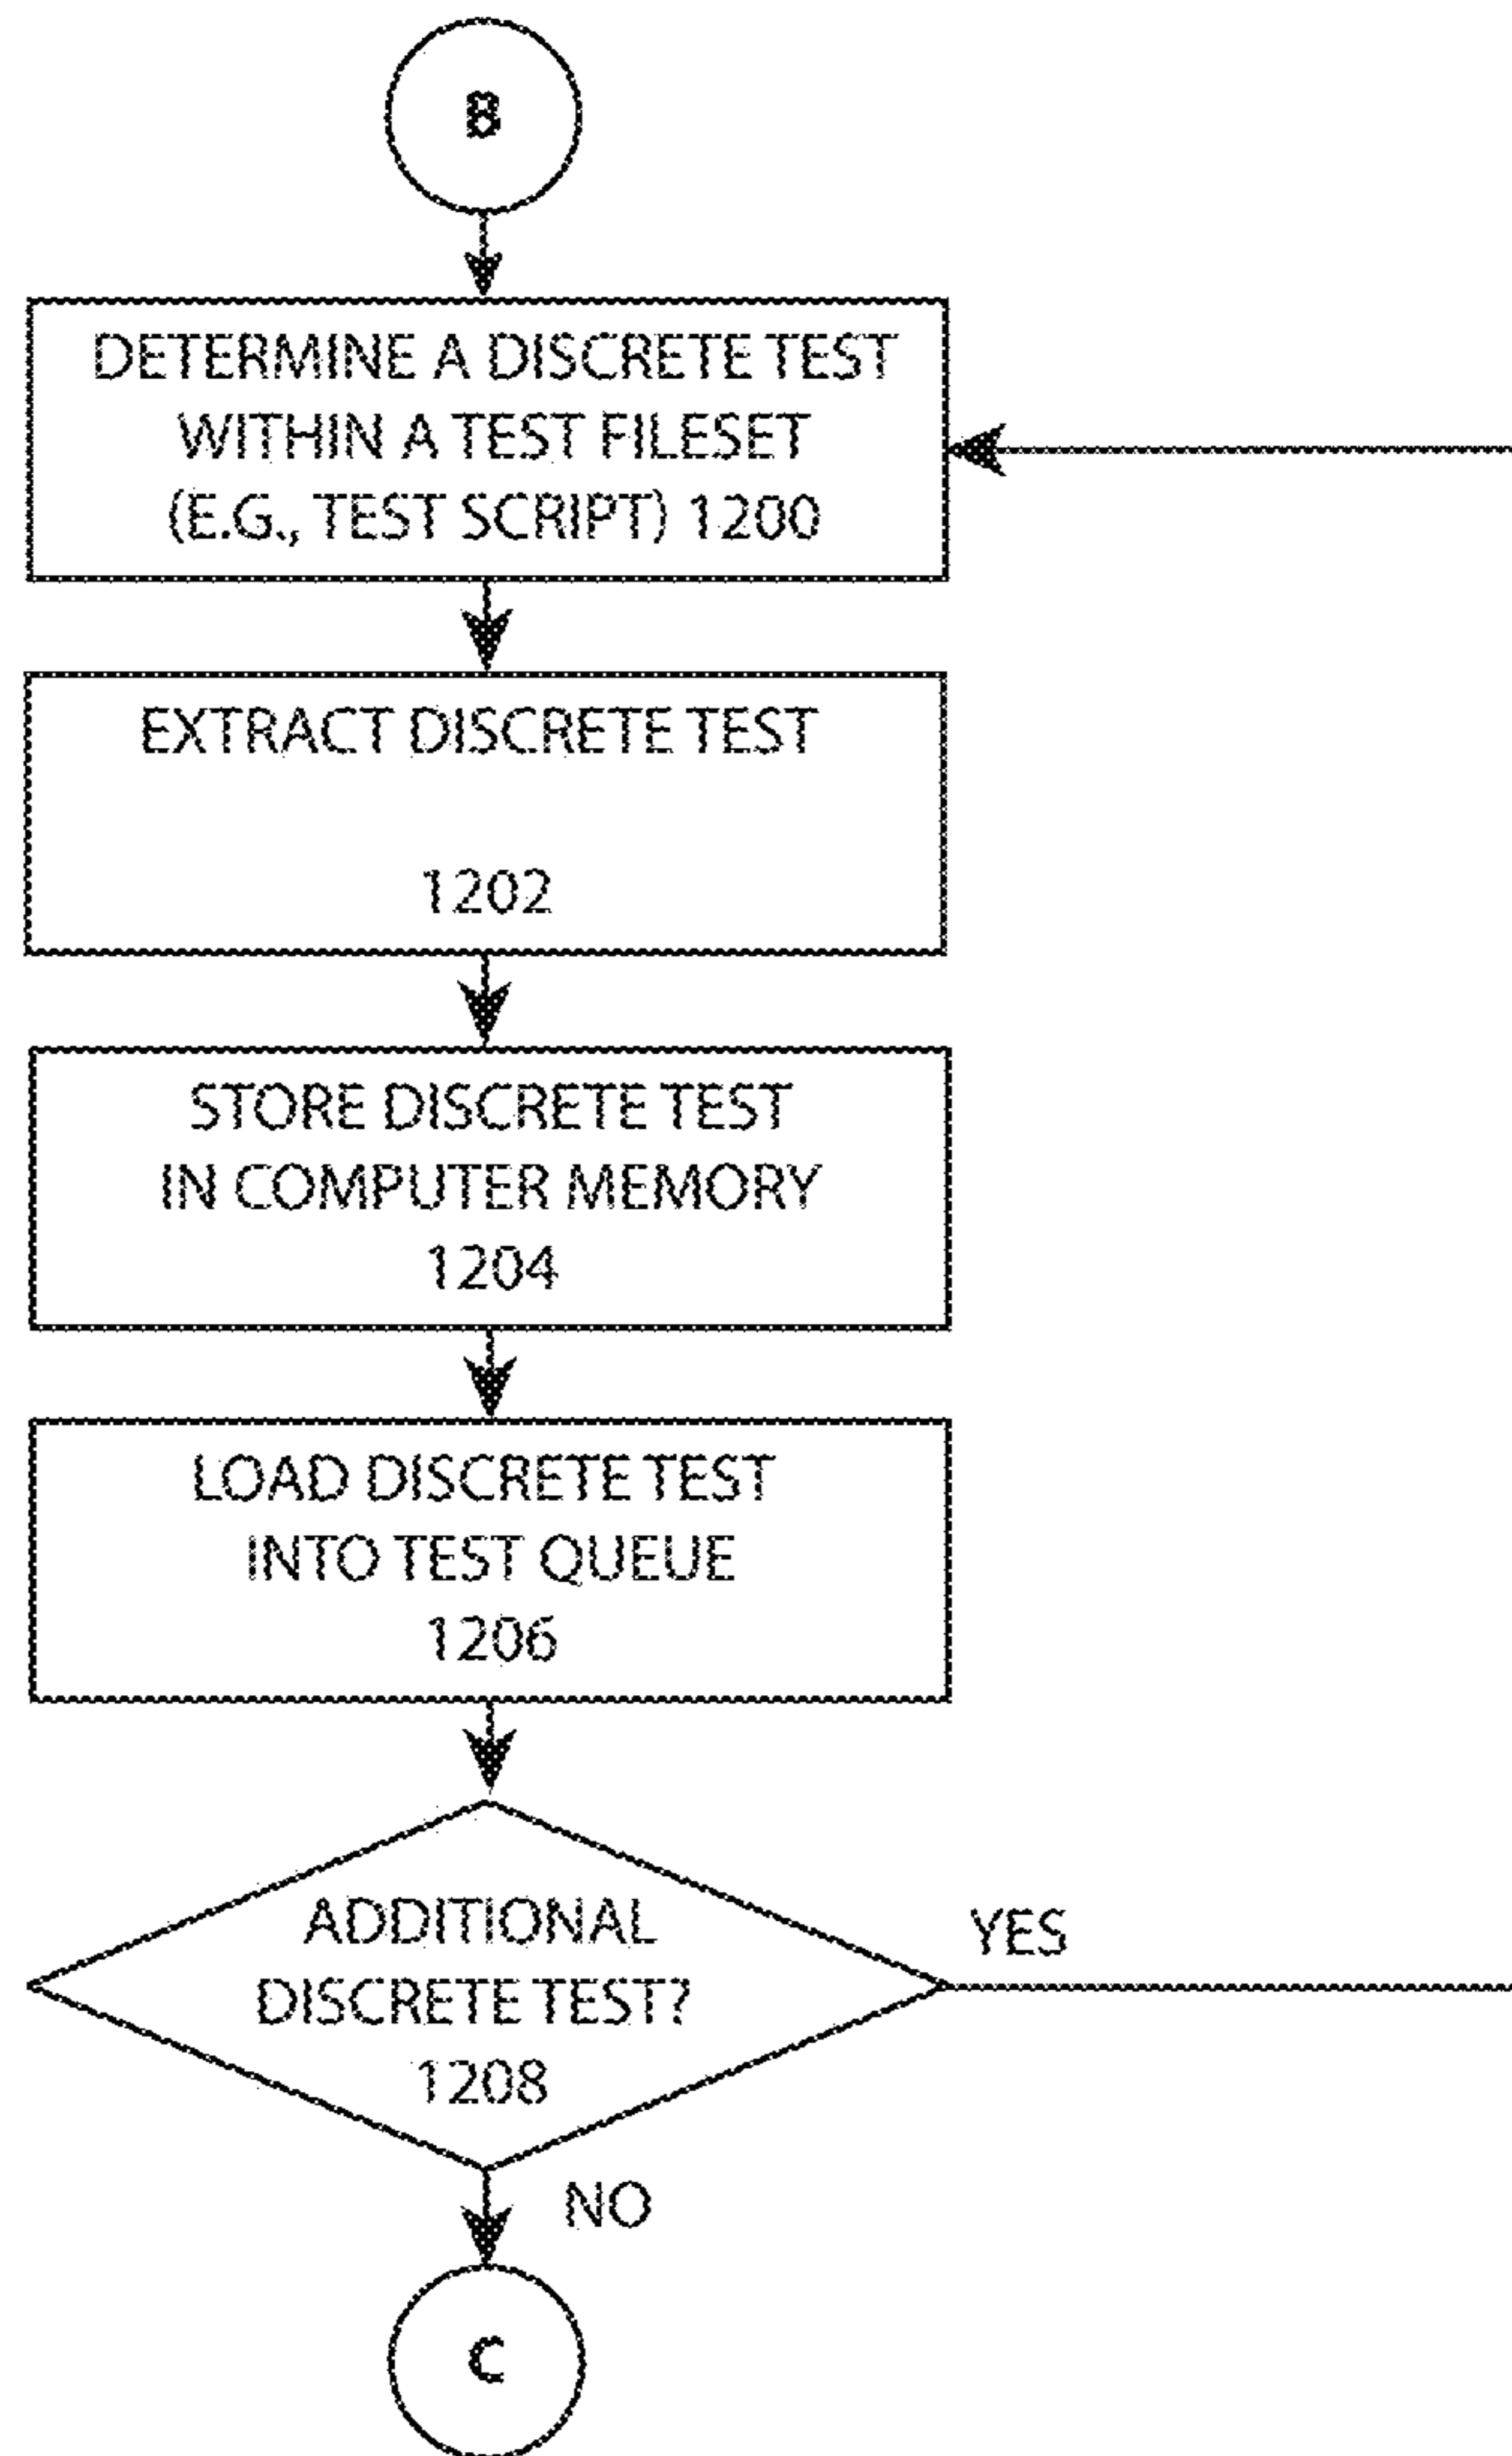 B
DETERMINE A DISCRETE TEST
WITHIN A TEST FILESET
(E.G., TEST SCRIPT) 1200
EXTRACT DISCRETE TEST
1202
STORE DISCRETE TEST
IN COMPUTER MEMORY
1204
LOAD DISCRETE TEST
INTO TEST QUEUE
1206
ADDITIONAL
DISCRETE TEST?
1208
YES
NO
C